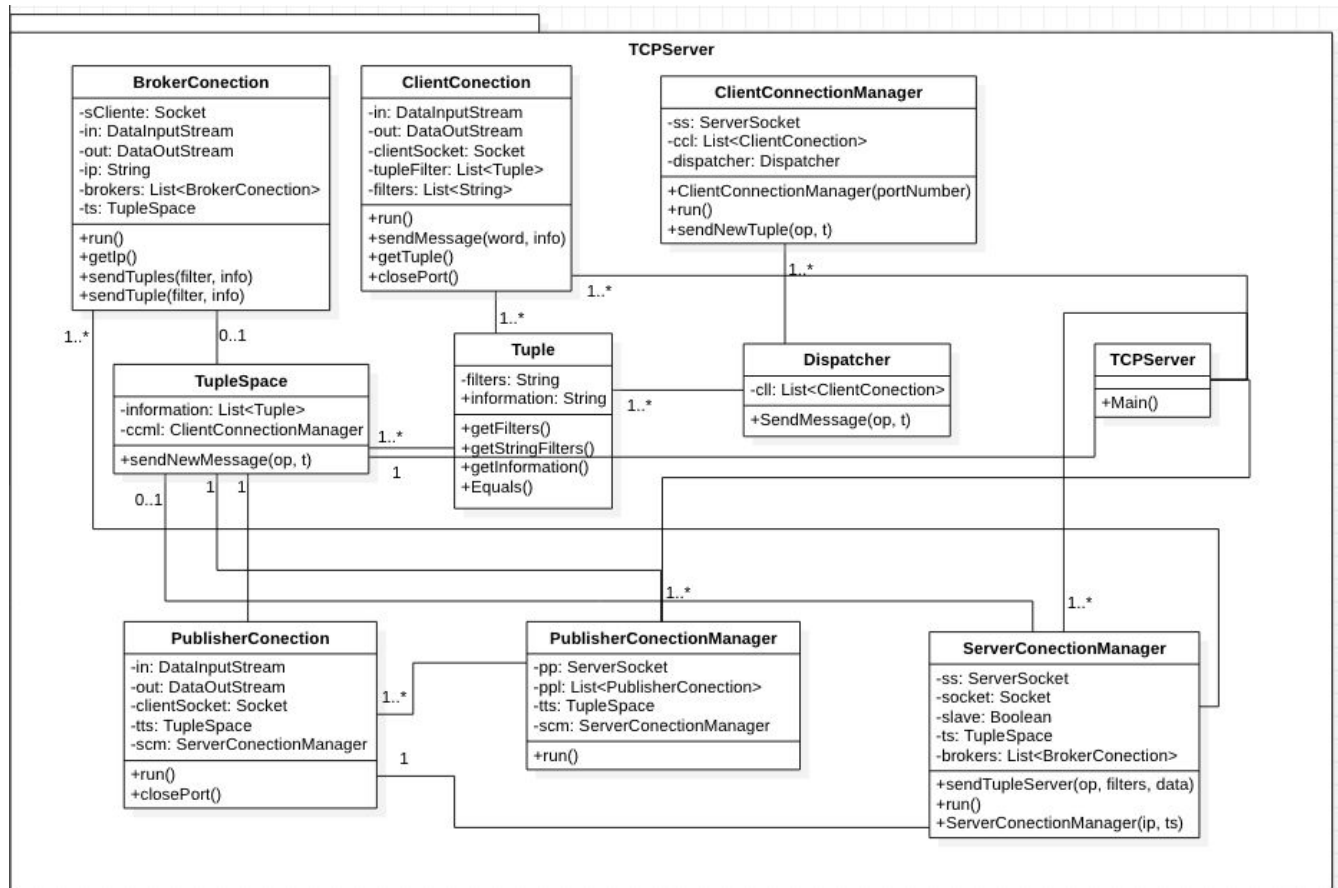 TCPServer
BrokerConection
-sCliente: Socket
-in: DataInputStream
-out: DataOutStream
-ip: String
-brokers: List<BrokerConection>
-ts: TupleSpace
+run()
+getIp()
+sendTuples(filter, info)
+sendTuple(filter, info)
ClientConection
-in: DataInputStream
-out: DataOutStream
-clientSocket: Socket
-tupleFilter: List<Tuple>
-filters: List<String>
+run()
+sendMessage(word, info)
+getTuple()
+closePort()
ClientConnectionManager
-ss: ServerSocket
-ccl: List<ClientConection>
-dispatcher: Dispatcher
+ClientConnectionManager(portNumber)
+run()
+sendNewTuple(op, t)
1..*
1..*
1..*
1..*
0..1
TupleSpace
-information: List<Tuple>
-ccml: ClientConnectionManager
+sendNewMessage(op, t)
Tuple
-filters: String
+information: String
+getFilters()
+getStringFilters()
+getInformation()
+Equals()
Dispatcher
-cll: List<ClientConection>
+SendMessage(op, t)
TCPServer
+Main()
1..*
1..*
1
0..1
1
1
1..*
1..*
PublisherConection
-in: DataInputStream
-out: DataOutStream
-clientSocket: Socket
-tts: TupleSpace
-scm: ServerConectionManager
+run()
+closePort()
1..*
1
PublisherConectionManager
-pp: ServerSocket
-ppl: List<PublisherConection>
-tts: TupleSpace
-scm: ServerConectionManager
+run()
ServerConectionManager
-ss: ServerSocket
-socket: Socket
-slave: Boolean
-ts: TupleSpace
-brokers: List<BrokerConection>
+sendTupleServer(op, filters, data)
+run()
+ServerConectionManager(ip, ts)